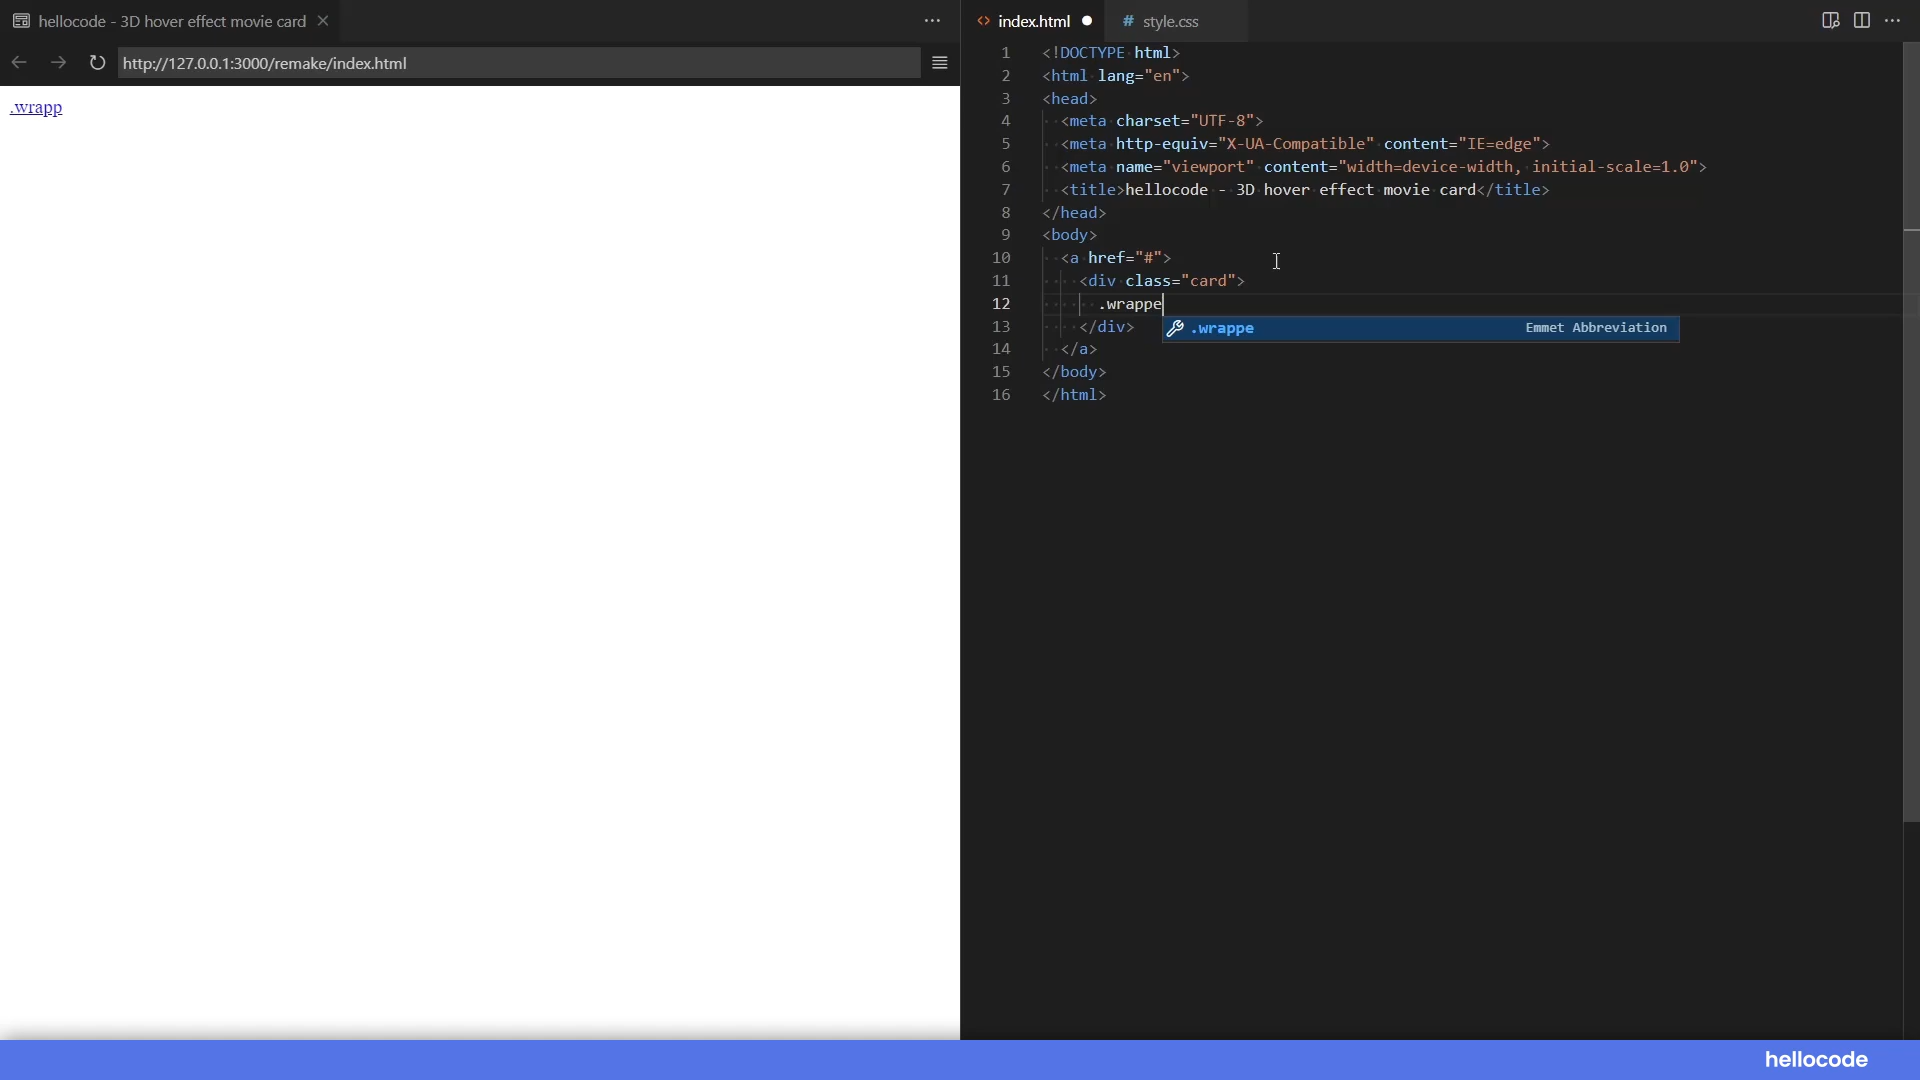 hellocode - 3D hover effect movie card
http://127.0.0.1:3000/remake/index.html
.wrapp
index.html
# style.css
1 <!DOCTYPE html>
2 <html lang="en">
3 <head>
4 <meta charset="UTF-8">
5 <meta http-equiv="X-UA-Compatible" content="IE=edge">
6 <meta name="viewport" content="width=device-width, initial-scale=1.0">
7 <title>hellocode - 3D hover effect movie card</title>
8 </head>
9 <body>
10 <a href="#">
11 <div class="card">
12 .wrappe
13 </div>
.wrappe Emmet Abbreviation
14 </a>
15 </body>
16 </html>
hellocode